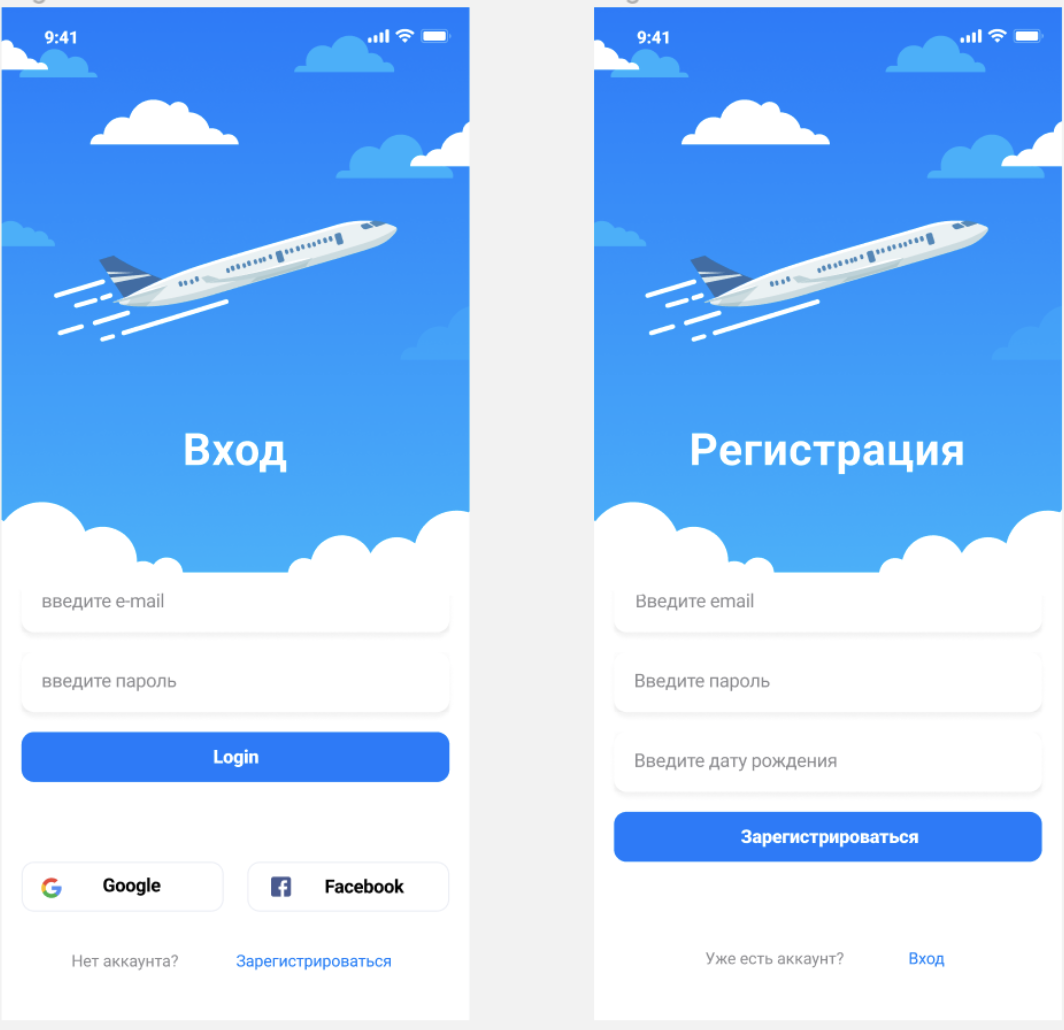 9:41
Вход
введите e-mail
введите пароль
Login
Google
Facebook
Нет аккаунта? Зарегистрироваться
9:41
Регистрация
Введите email
Введите пароль
Введите дату рождения
Зарегистрироваться
Уже есть аккаунт? Вход